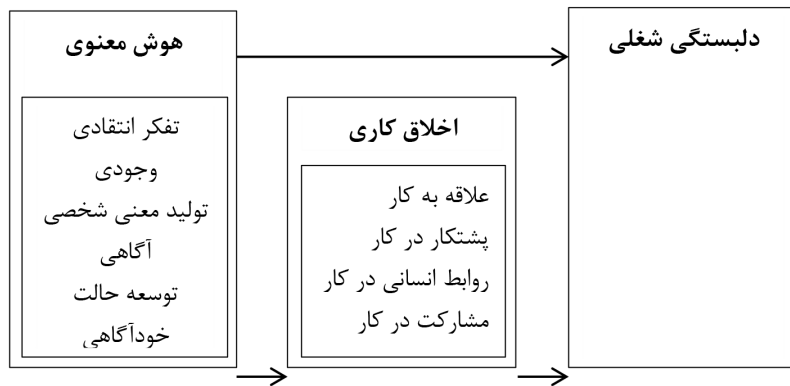 هوش معنوی
تفکر انتقادی
وجودی
تولید معنی شخصی
آگاهی
توسعه حالت
خودآگاهی
اخلاق کاری
علاقه به کار
پشتکار در کار
روابط انسانی در کار
مشارکت در کار
دلبستگی شغلی